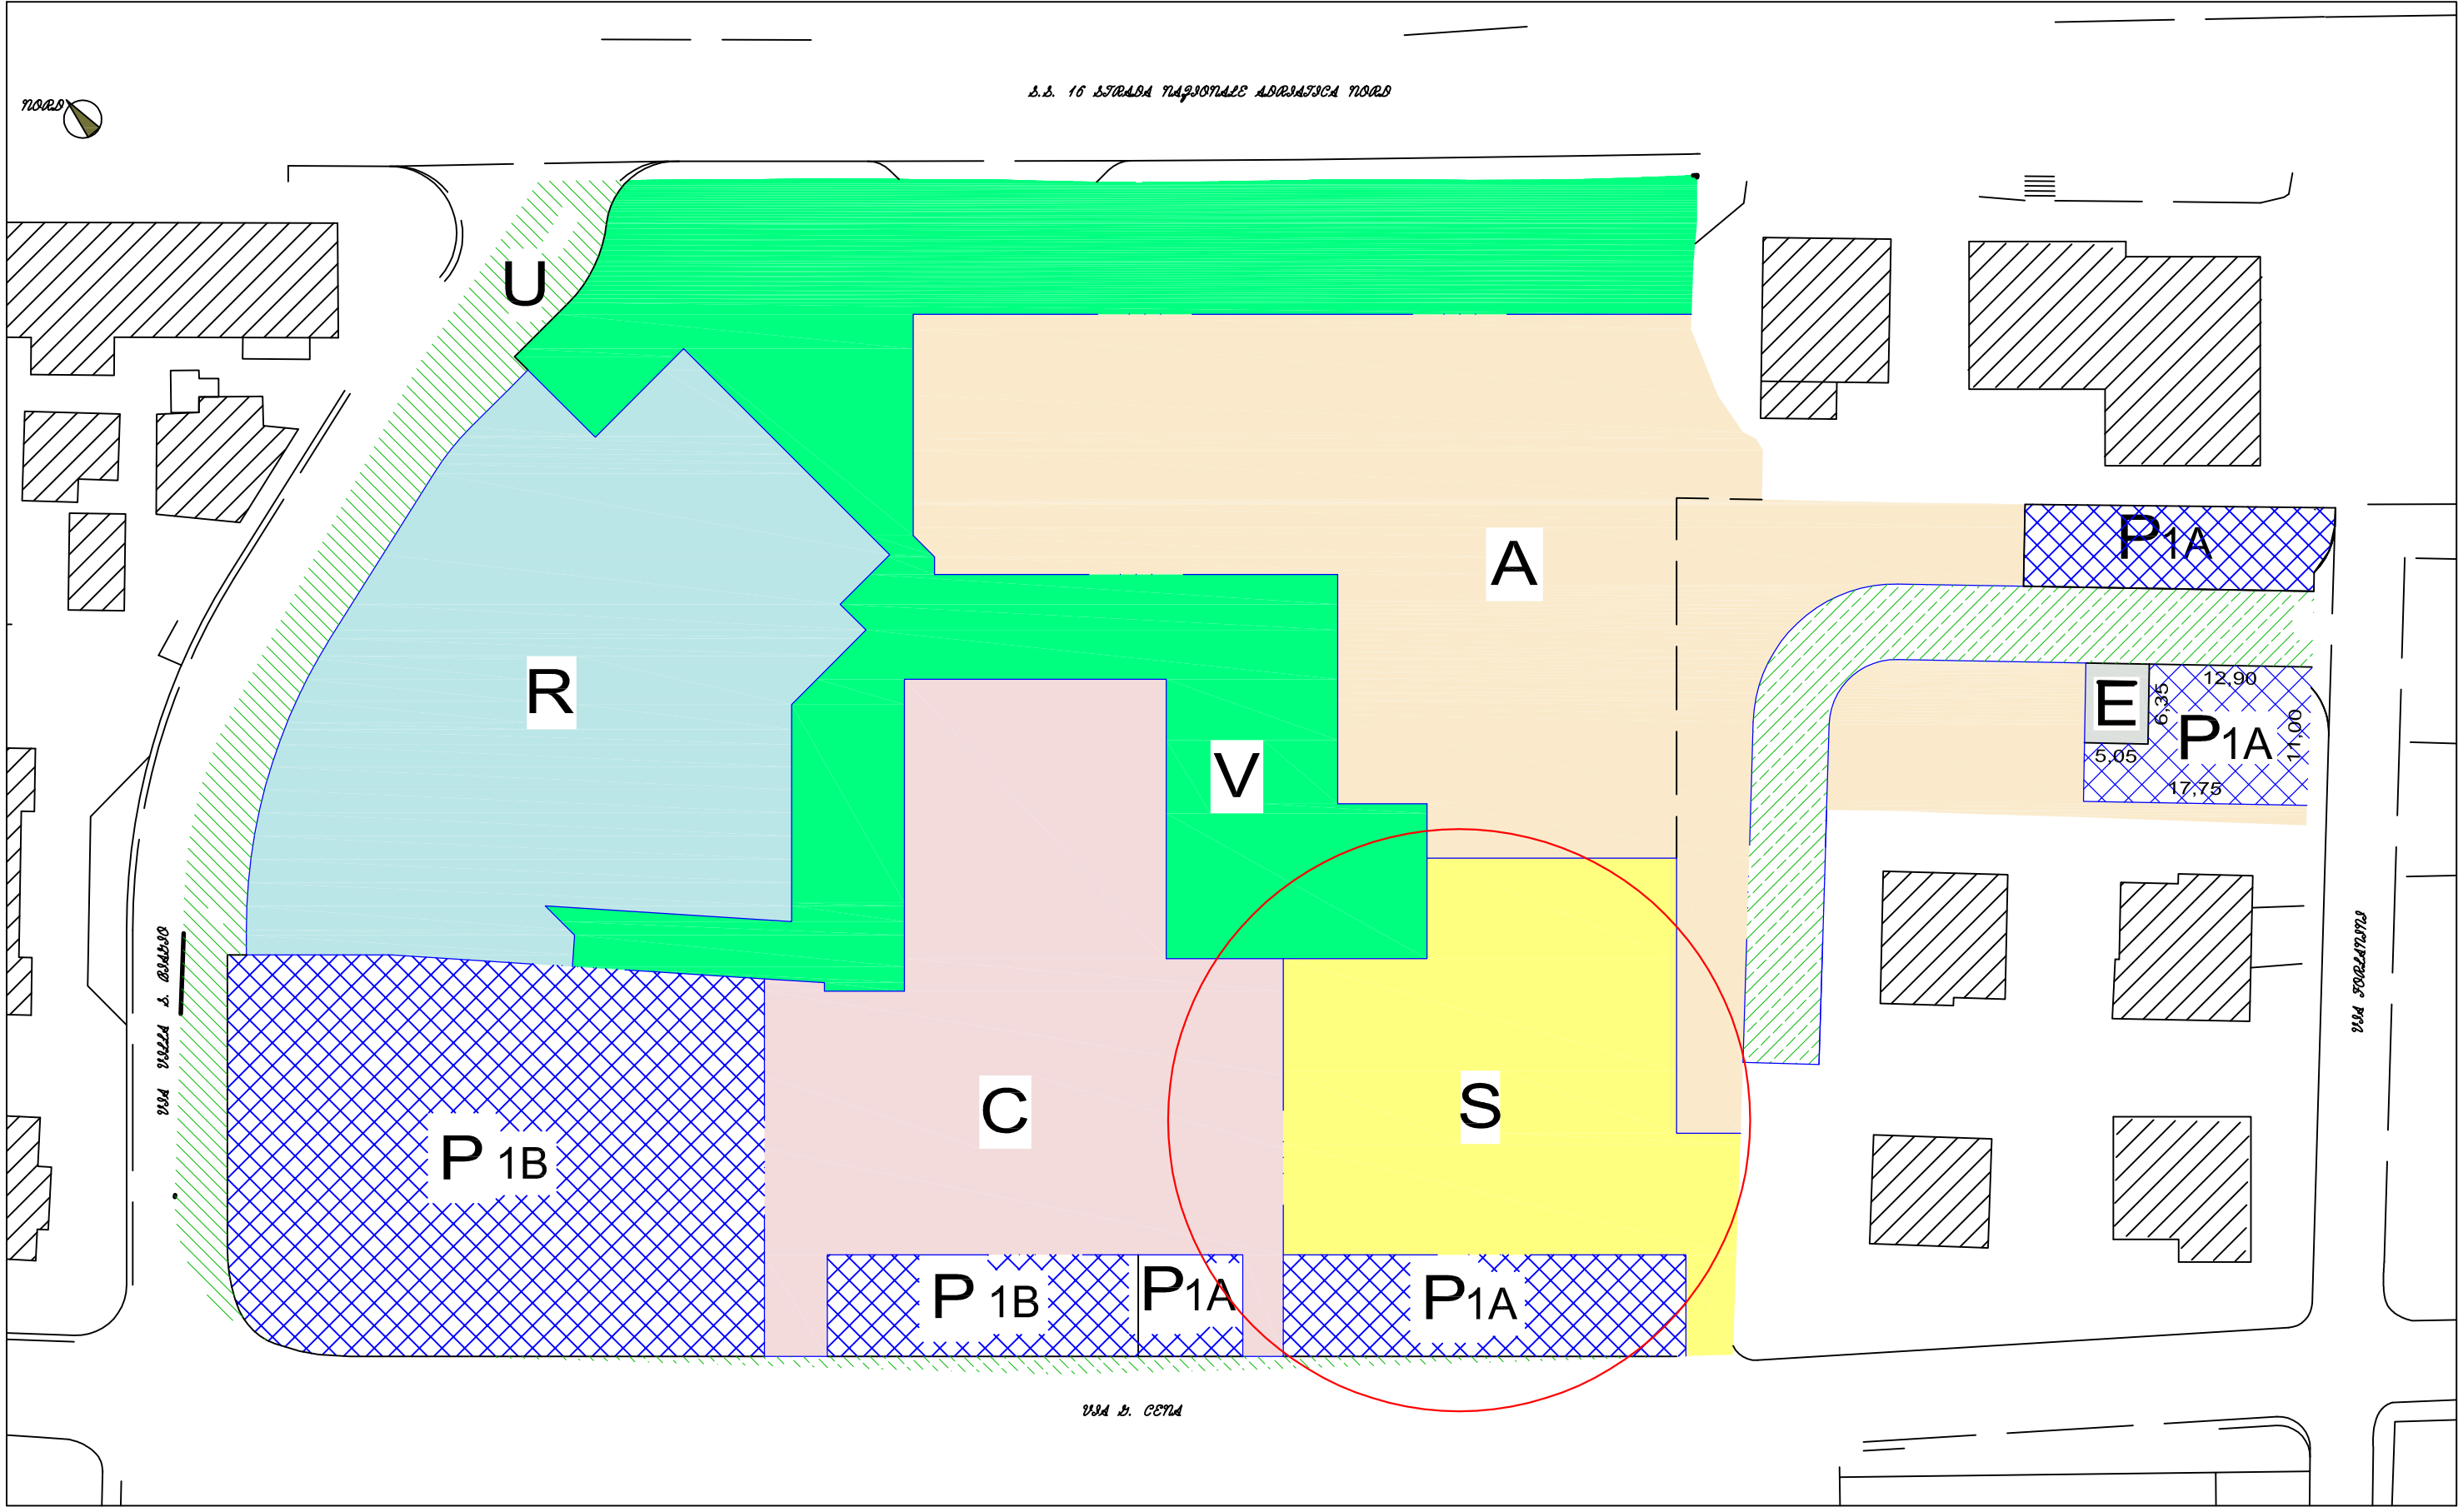 S.S. 16 STRADA NAZIONALE ADRIATICA NORD
NORD
U
A
P1A
R
E
12,90
6,35
P1A
11,00
5,05
17,75
V
VIA VILLA S. BIAGIO
VIA FORLANINI
C
S
P 1B
P 1B
P1A
P1A
VIA G. CENA